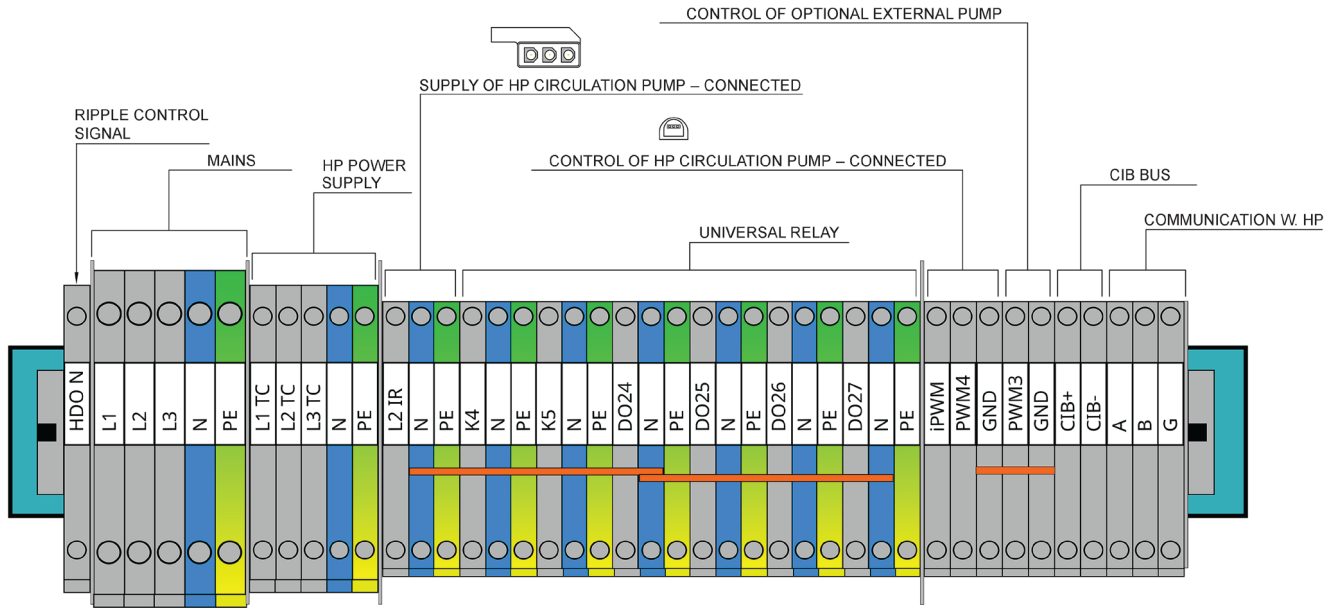 CONTROL OF OPTIONAL EXTERNAL PUMP
SUPPLY OF HP CIRCULATION PUMP – CONNECTED
RIPPLE CONTROL
SIGNAL
MAINS
HP POWER
SUPPLY
CONTROL OF HP CIRCULATION PUMP – CONNECTED
CIB BUS
COMMUNICATION W. HP
UNIVERSAL RELAY
HDO N
L1
L2
L3
N
PE
L1 TC
L2 TC
L3 TC
N
PE
L2 IR
N
PE
K4
N
PE
K5
N
PE
DO24
N
PE
DO25
N
PE
DO26
N
PE
DO27
N
PE
iPWM
PWM4
GND
PWM3
GND
CIB+
CIB-
A
B
G